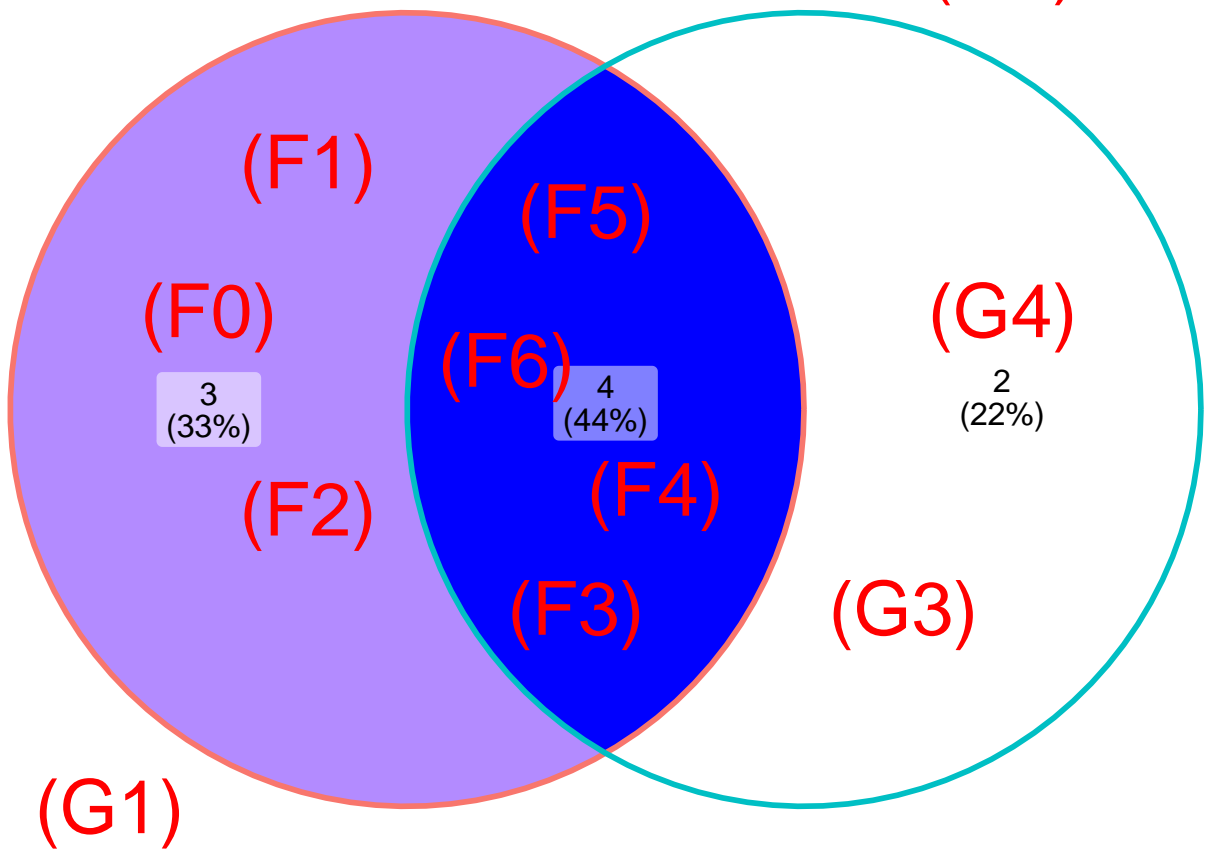 (F1)
(F5)
(F0)
(G4)
(F6)
3
(33%)
4
(44%)
2
(22%)
(F2)
(F4)
(F3)
(G3)
(G1)